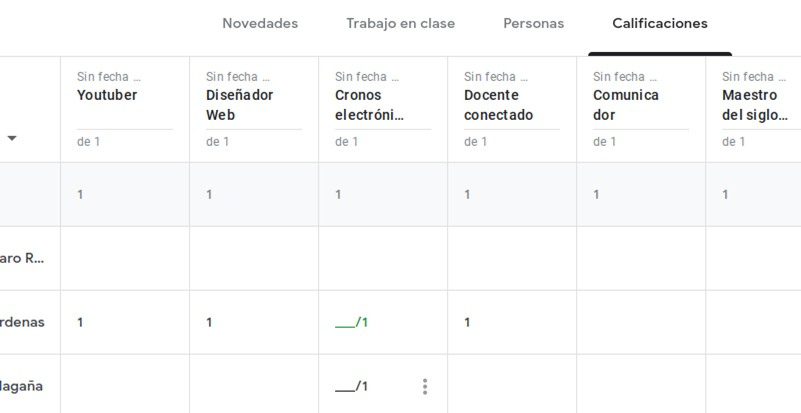 Novedades Trabajo en clase Personas Calificaciones
Sin fecha ... Sin fecha ... Sin fecha ... Sin fecha ... Sin fecha ... Sin fecha ...
Youtuber Diseñador Cronos Docente Comunica Maestro
Web electróni... conectado dor del siglo...
de 1 de 1 de 1 de 1 de 1 de 1
1 1 1 1 1 1
aro R...
rdenas 1 1 __/1 1
lagaña __/1